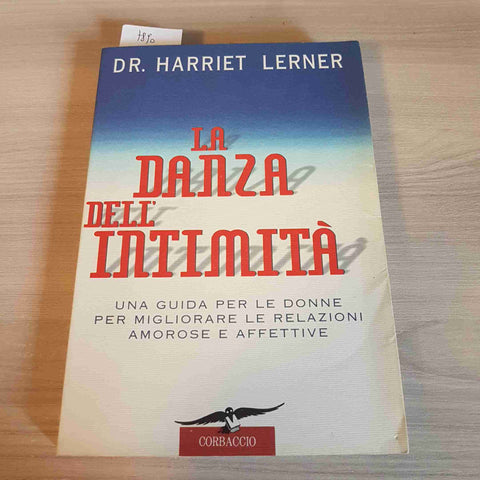 DR. HARRIET LERNER
LA
DANZA
DELL'
INTIMITÀ
UNA GUIDA PER LE DONNE
PER MIGLIORARE LE RELAZIONI
AMOROSE E AFFETTIVE
CORBACCIO